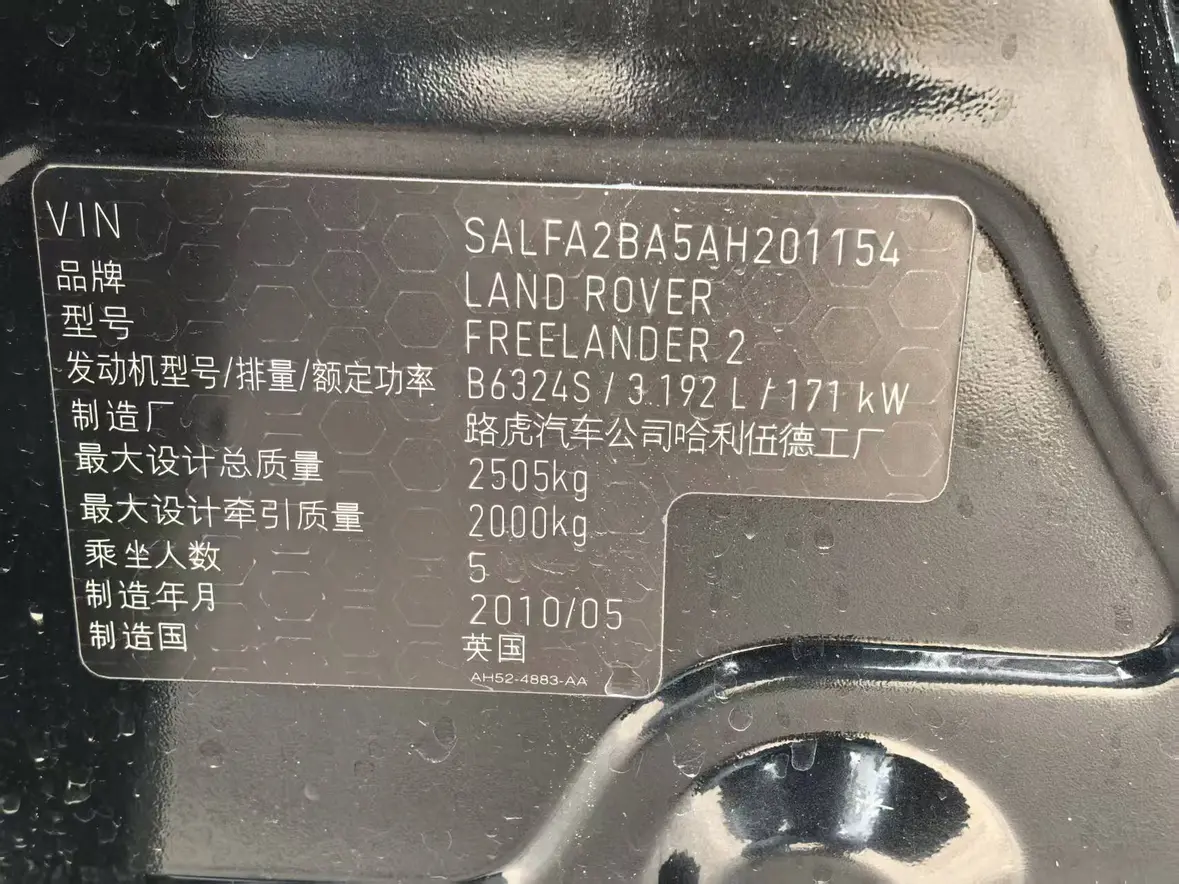 VIN SALFA2BA5AH201154
品牌 LAND ROVER
型号 FREELANDER 2
发动机型号/排量/额定功率 B6324S / 3.192 L / 171 kW
制造厂 路虎汽车公司哈利伍德工厂
最大设计总质量 2505kg
最大设计牵引质量 2000kg
乘坐人数 5
制造年月 2010/05
制造国 英国
AH52-4883-AA